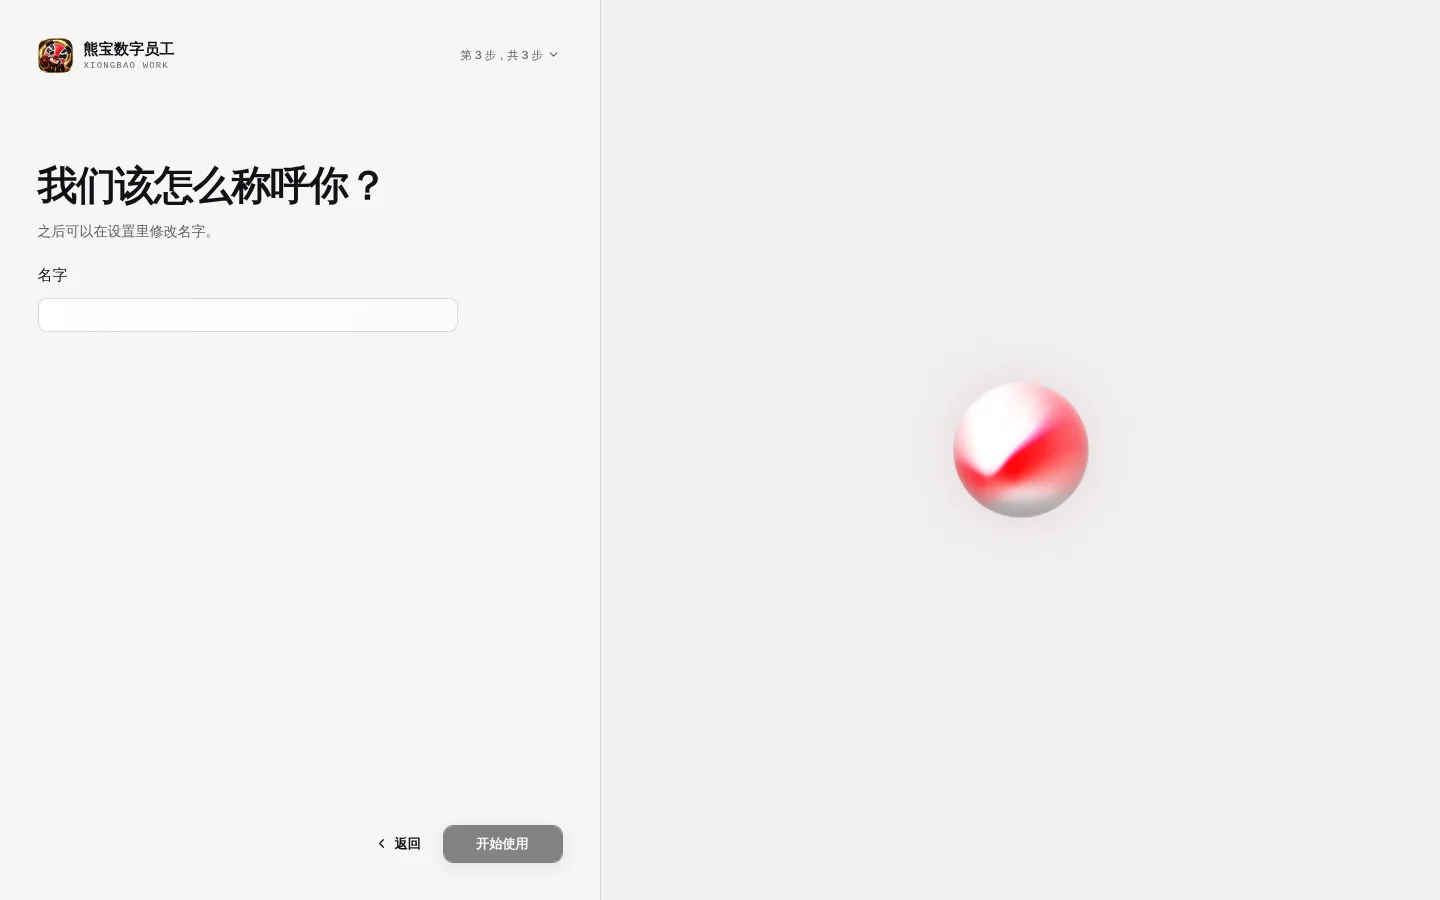 熊宝数字员工
XIONGBAO WORK
第 3 步，共 3 步
我们该怎么称呼你？
之后可以在设置里修改名字。
名字
返回
开始使用